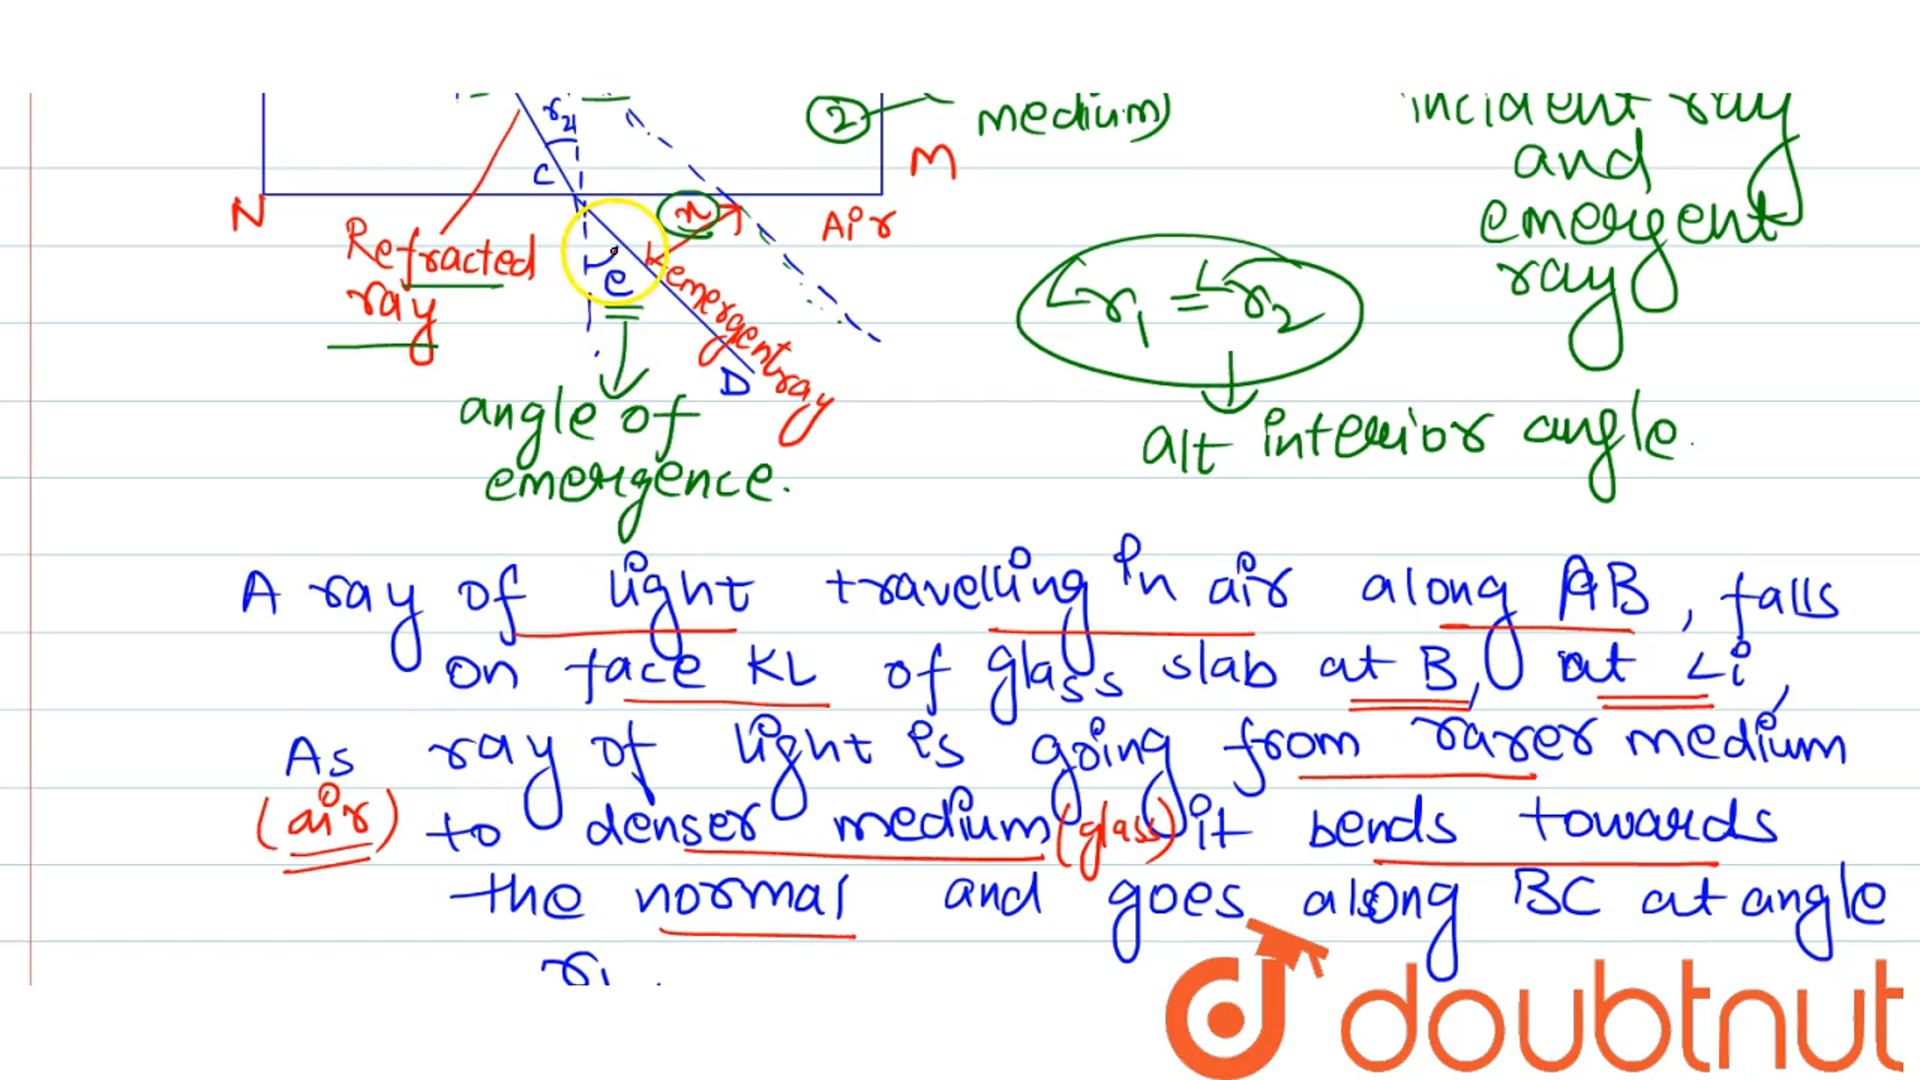 r2
2
medium)
incident ray
and
emergent
ray
C
M
N
x
Air
Refracted
ray
e
emergent ray
D
∠r1 = ∠r2
alt interior angle.
angle of
emergence.
A ray of light travelling in air along AB, falls
on face KL of glass slab at B, at ∠i,
As ray of light is going from rarer medium
(air) to denser medium (glass) it bends towards
the normal and goes along BC at angle
r1.
doubtnut